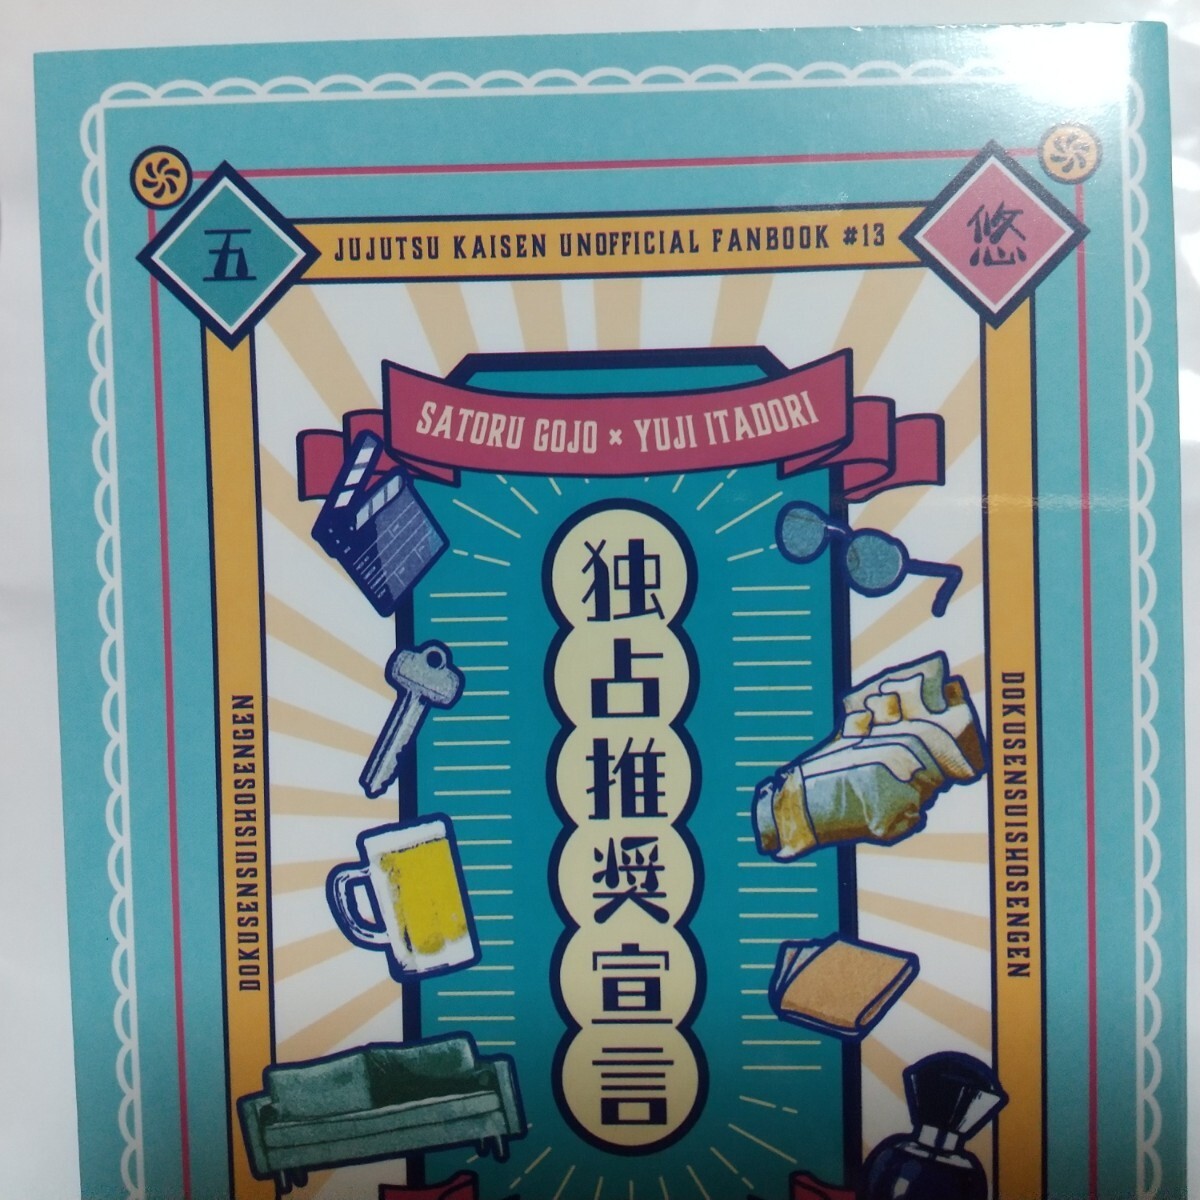 五
JUJUTSU KAISEN UNOFFICIAL FANBOOK #13
悠
SATORU GOJO × YUJI ITADORI
独占推奨宣言
DOKUSENSUISHOSENGEN
DOKUSENSUISHOSENGEN